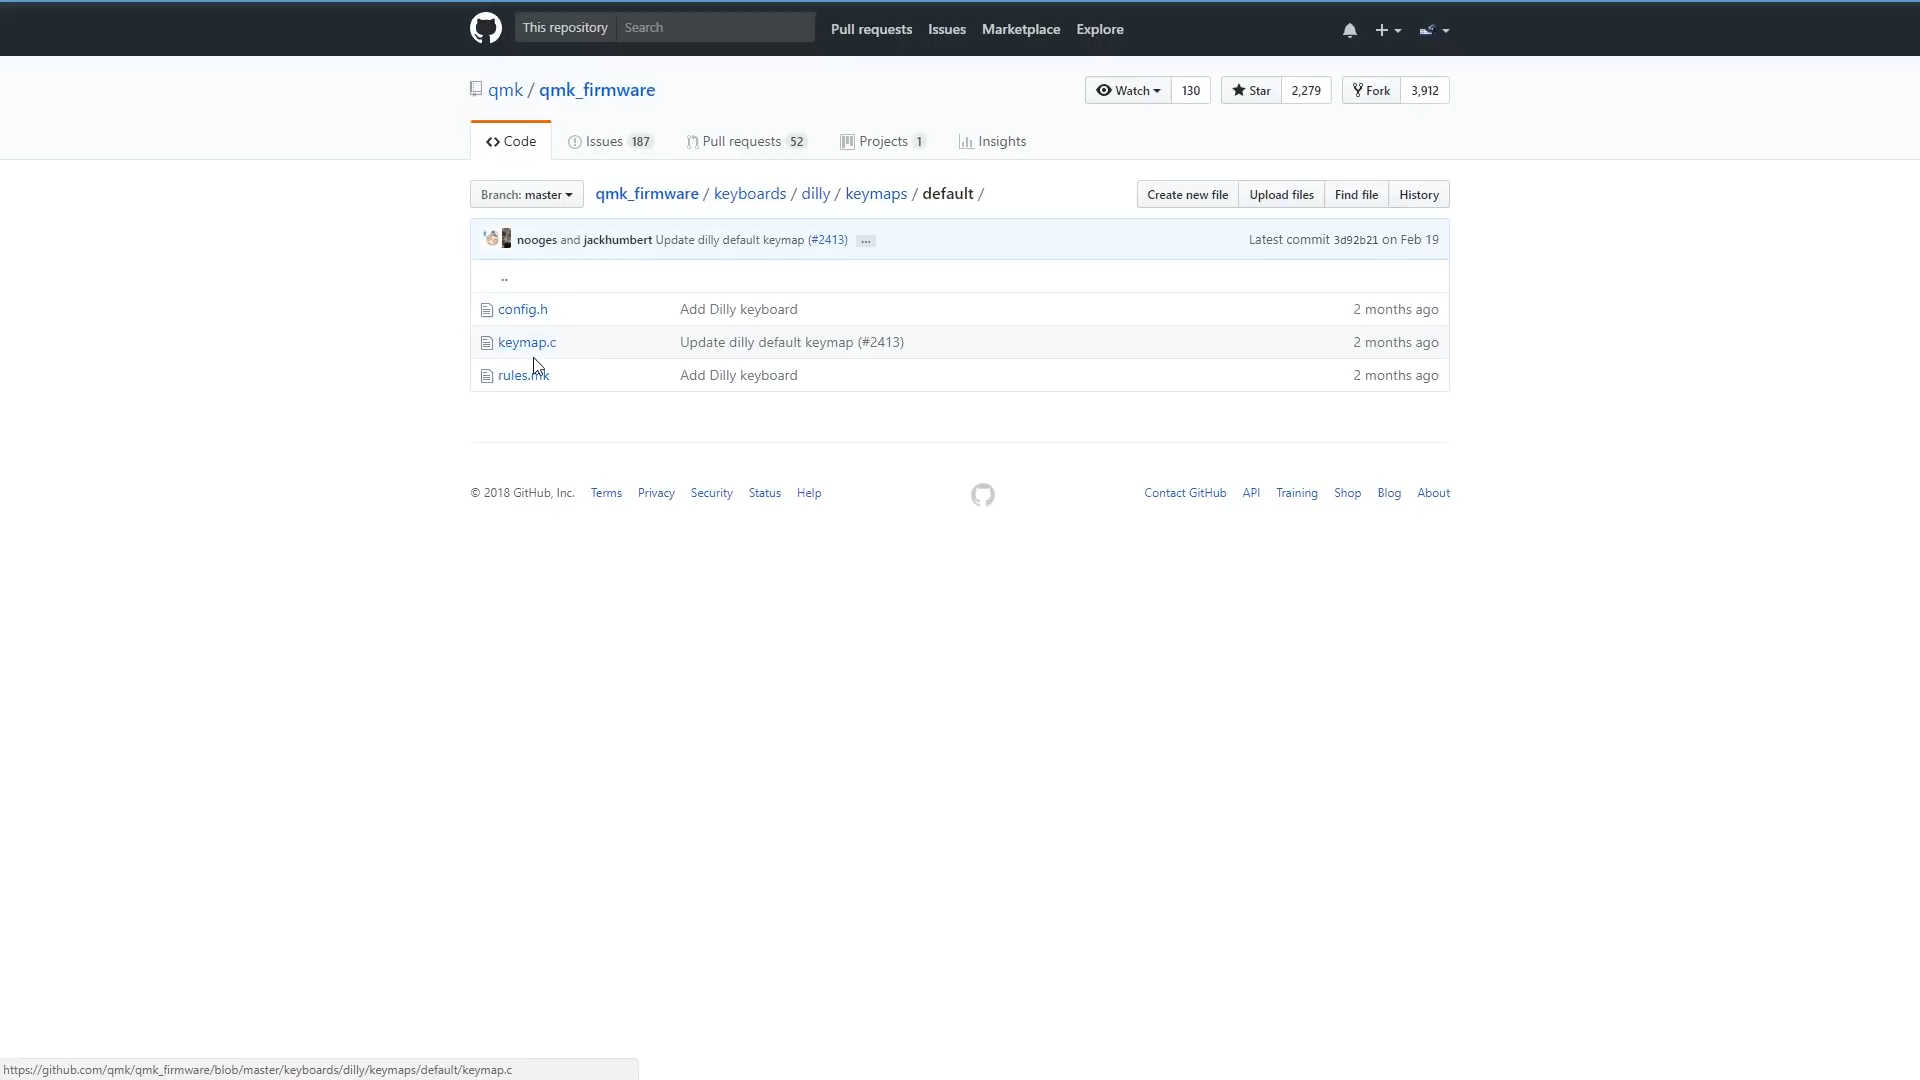 This repository Search Pull requests Issues Marketplace Explore
qmk / qmk_firmware Watch 130 Star 2,279 Fork 3,912
Code Issues 187 Pull requests 52 Projects 1 Insights
Branch: master qmk_firmware / keyboards / dilly / keymaps / default / Create new file Upload files Find file History
nooges and jackhumbert Update dilly default keymap (#2413) ... Latest commit 3d92b21 on Feb 19
..
config.h Add Dilly keyboard 2 months ago
keymap.c Update dilly default keymap (#2413) 2 months ago
rules.mk Add Dilly keyboard 2 months ago
© 2018 GitHub, Inc. Terms Privacy Security Status Help Contact GitHub API Training Shop Blog About
https://github.com/qmk/qmk_firmware/blob/master/keyboards/dilly/keymaps/default/keymap.c